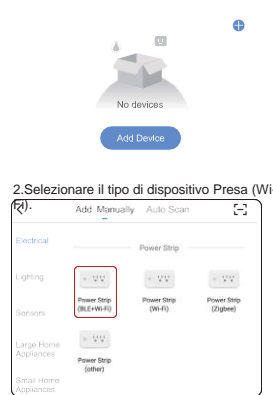 No devices
Add Device
2.Selezionare il tipo di dispositivo Presa (Wi-
Fi).
Add Manually Auto Scan
Electrical
Power Strip
Lighting
Power Strip
(BLE+Wi-Fi)
Power Strip
(Wi-Fi)
Power Strip
(Zigbee)
Sensors
Large Home
Appliances
Power Strip
(other)
Small Home
Appliances